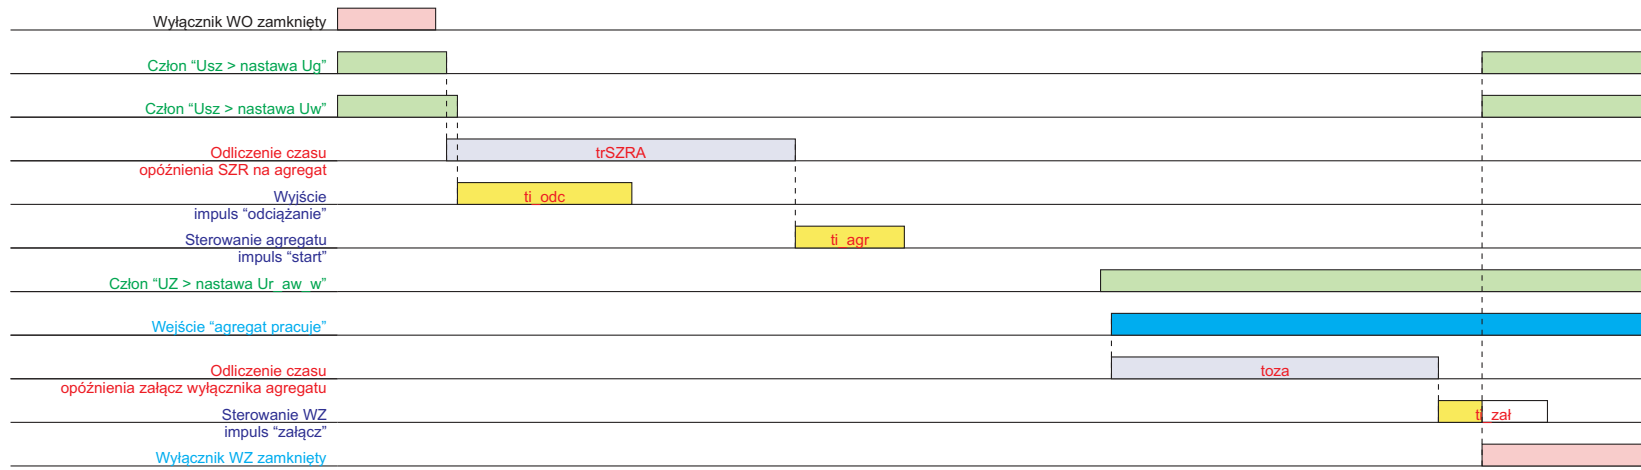 Wyłącznik WO zamknięty
Człon “Usz > nastawa Ug”
Człon “Usz > nastawa Uw”
Odliczenie czasu
opóźnienia SZR na agregat
trSZRA
Wyjście
impuls “odciążanie”
ti_odc
Sterowanie agregatu
impuls “start”
ti_agr
Człon “UZ > nastawa Ur_aw_w”
Wejście “agregat pracuje”
Odliczenie czasu
opóźnienia załącz wyłącznika agregatu
toza
Sterowanie WZ
impuls “załącz”
ti_zał
Wyłącznik WZ zamknięty